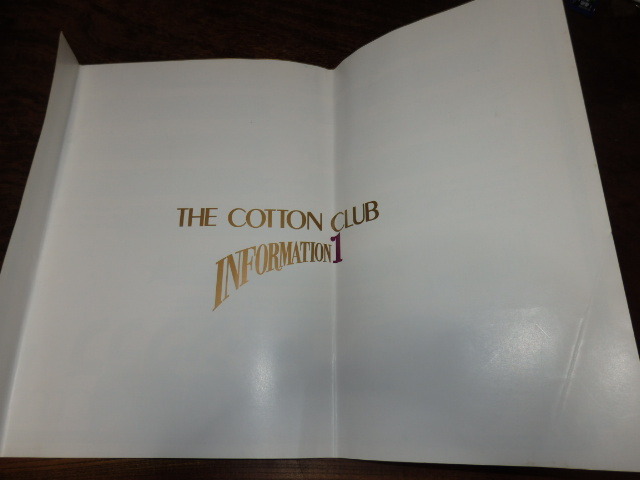 THE COTTON CLUB
INFORMATION 1